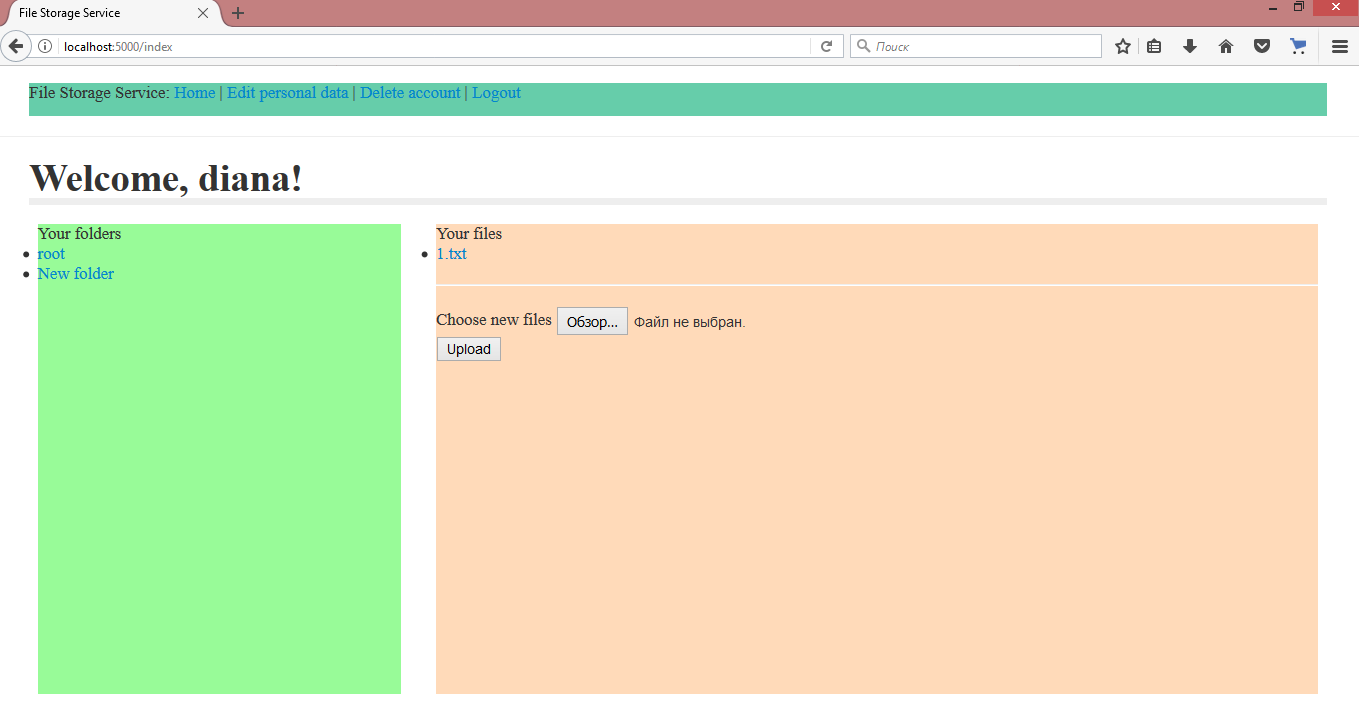 File Storage Service
localhost:5000/index
Поиск
File Storage Service: Home | Edit personal data | Delete account | Logout
Welcome, diana!
Your folders
root
New folder
Your files
1.txt
Choose new files Обзор... Файл не выбран.
Upload